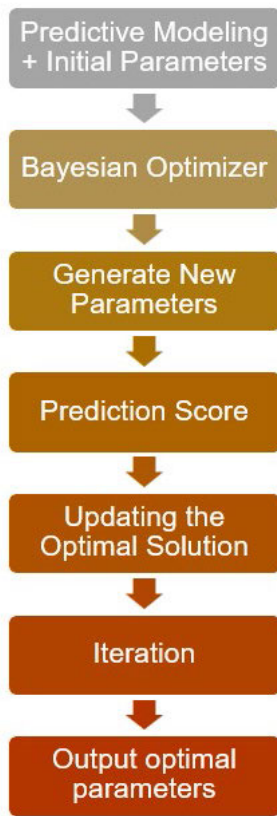 Predictive Modeling
+ Initial Parameters
Bayesian Optimizer
Generate New
Parameters
Prediction Score
Updating the
Optimal Solution
Iteration
Output optimal
parameters